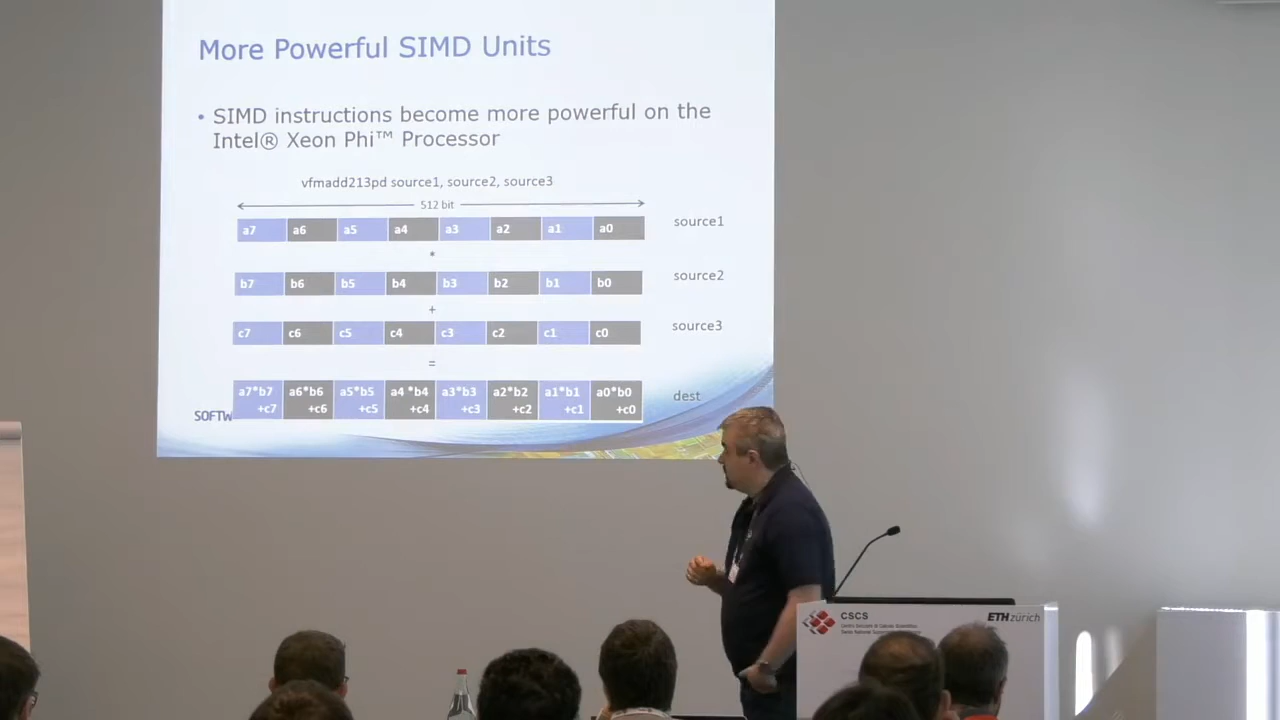 More Powerful SIMD Units
• SIMD instructions become more powerful on the
Intel® Xeon Phi™ Processor
vfmadd213pd source1, source2, source3
512 bit
a7 a6 a5 a4 a3 a2 a1 a0 source1
*
b7 b6 b5 b4 b3 b2 b1 b0 source2
+
c7 c6 c5 c4 c3 c2 c1 c0 source3
=
a7*b7 a6*b6 a5*b5 a4 *b4 a3*b3 a2*b2 a1*b1 a0*b0 dest
+c7 +c6 +c5 +c4 +c3 +c2 +c1 +c0
SOFTW
CSCS
ETH zürich